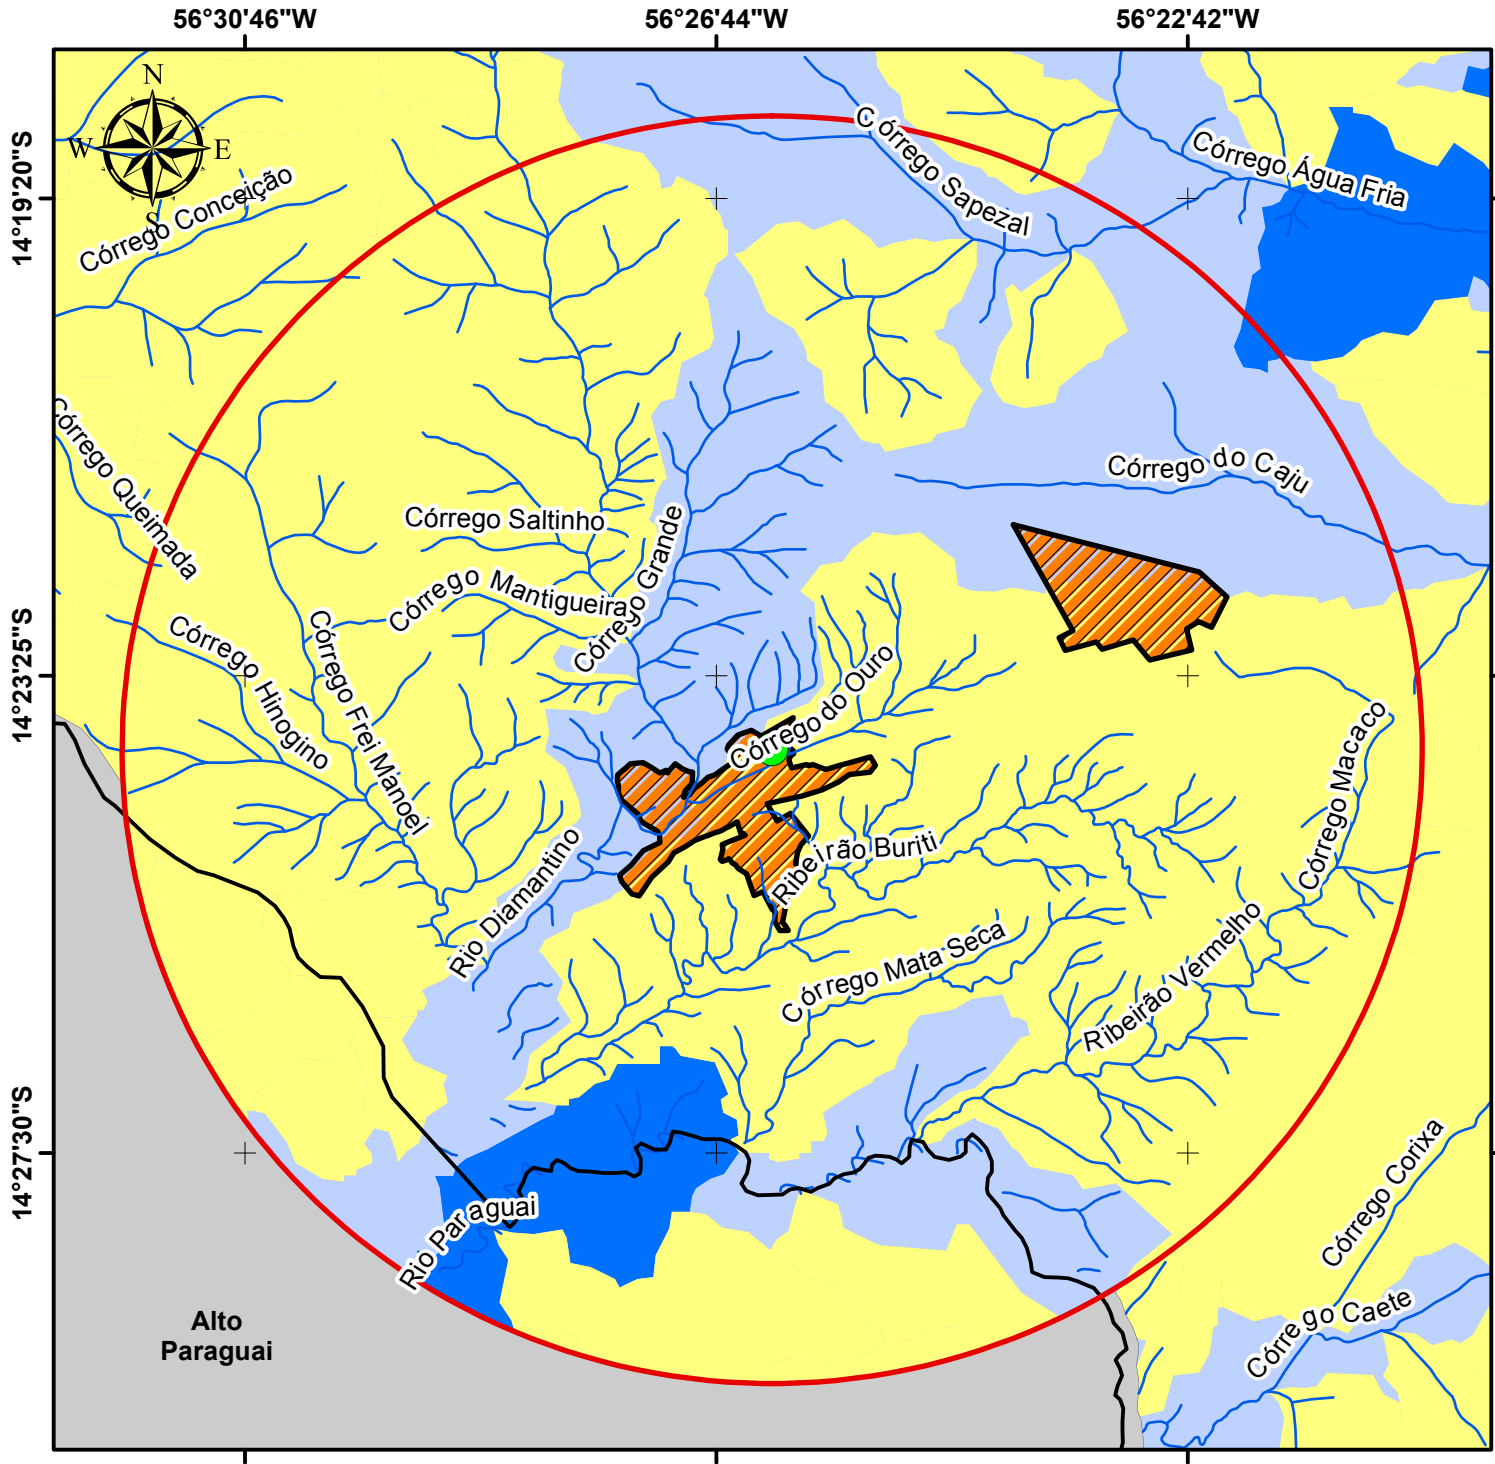 56°30'46"W
56°26'44"W
56°22'42"W
14°19'20"S
14°23'25"S
14°27'30"S
N
W
E
S
Córrego Conceição
Córrego Sapezal
Córrego Água Fria
Córrego Queimada
Córrego Saltinho
Córrego Grande
Córrego do Caju
Córrego Mantigueira
Córrego Hinogino
Córrego Frei Manoel
Córrego do Ouro
Córrego Macaco
Ribeirão Buriti
Rio Diamantino
Córrego Mata Seca
Ribeirão Vermelho
Rio Paraguai
Córrego Corixa
Córrego Caete
Alto
Paraguai